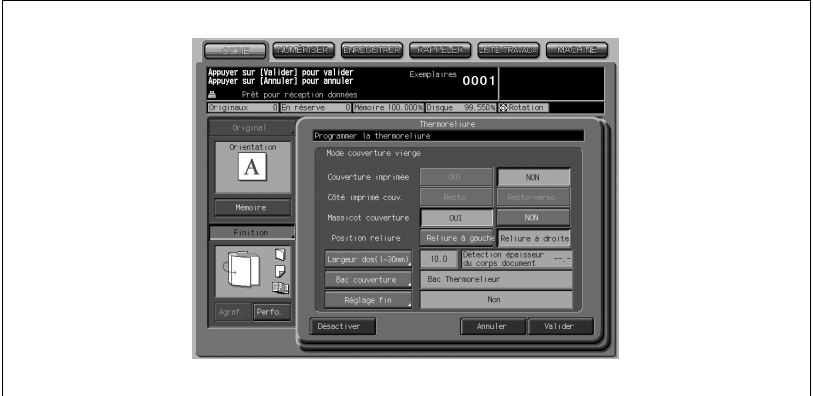 COPIE NUMÉRISER ENREGISTRER RAPPELER LISTE TRAVAUX MACHINE
Appuyer sur [Valider] pour valider
Appuyer sur [Annuler] pour annuler
Exemplaires 0001
Prêt pour réception données
Originaux 0 En réserve 0 Mémoire 100.000% Disque 99.550% Rotation
Original
Orientation
A
Mémoire
Finition
Agraf. Perfo.
Thermoreliure
Programmer la thermoreliure
Mode couverture vierge
Couverture imprimée OUI NON
Côté imprimé couv. Recto Recto-verso
Massicot couverture OUI NON
Position reliure Reliure à gauche Reliure à droite
Largeur dos(1~30mm) 10.0 Détection épaisseur
du corps document --.-
Bac couverture Bac Thermorelieur
Réglage fin Non
Désactiver Annuler Valider